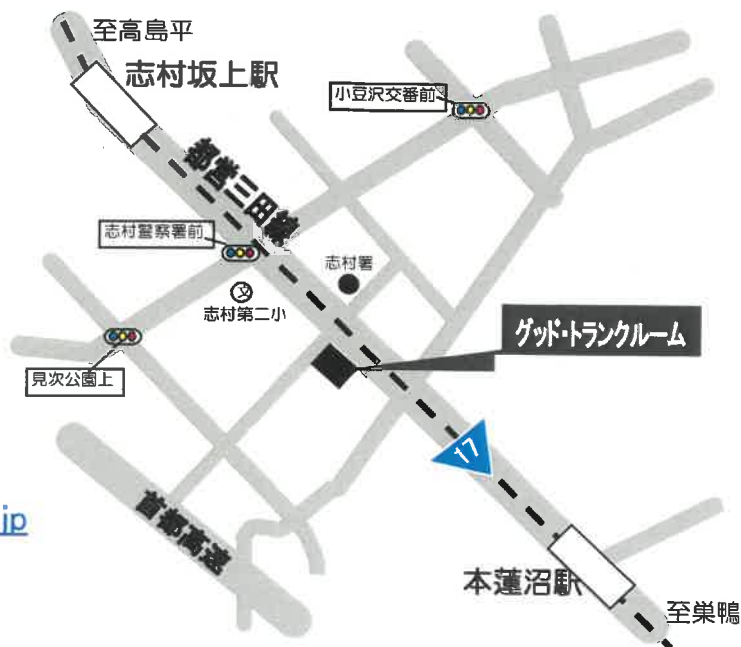 至高島平
志村坂上駅
小豆沢交番前
都営三田線
志村警察署前
志村署
文
志村第二小
グッド・トランクルーム
見次公園上
17
首都高速
jp
本蓮沼駅
至巣鴨